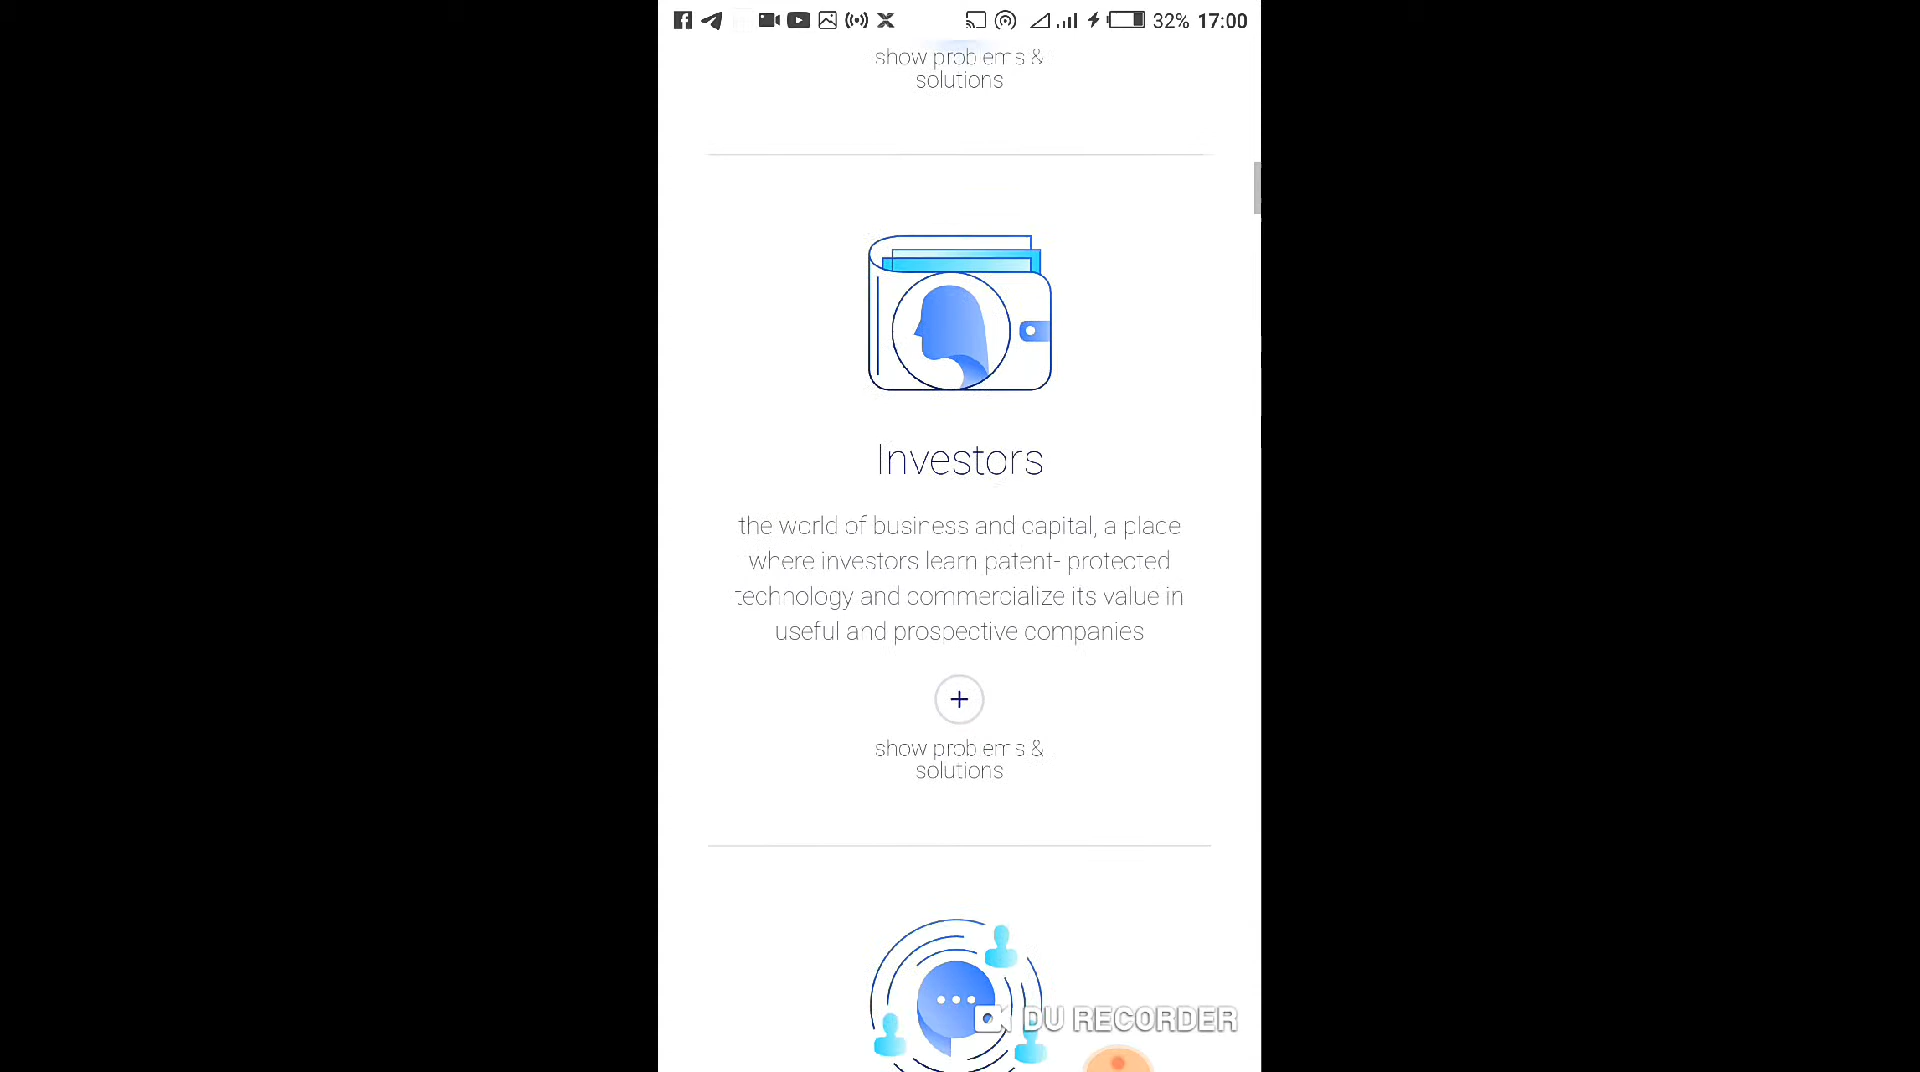 32% 17:00
show problems &
solutions
Investors
the world of business and capital, a place
where investors learn patent- protected
technology and commercialize its value in
useful and prospective companies
show problems &
solutions
DU RECORDER